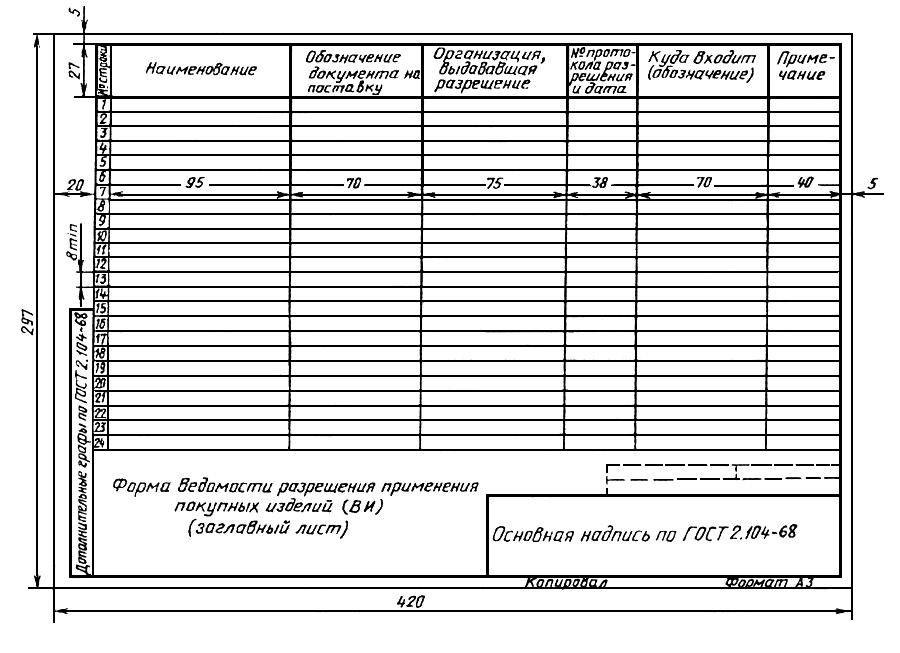 5
27
№ строки
Наименование
Обозначение
документа на
поставку
Организация,
выдававшая
разрешение
№ прото-
кола раз-
решения
и дата
Куда входит
(обозначение)
Приме-
чание
1
2
3
4
5
6
7
20
95
70
75
38
70
40
5
8
9
10
11
12
13
14
15
16
17
18
19
20
21
22
23
24
8 min
297
Дополнительные графы по ГОСТ 2.104-68
Форма Ведомости разрешения применения
покупных изделий (ВИ)
(заглавный лист)
Основная надпись по ГОСТ 2.104-68
Копировал Формат А3
420